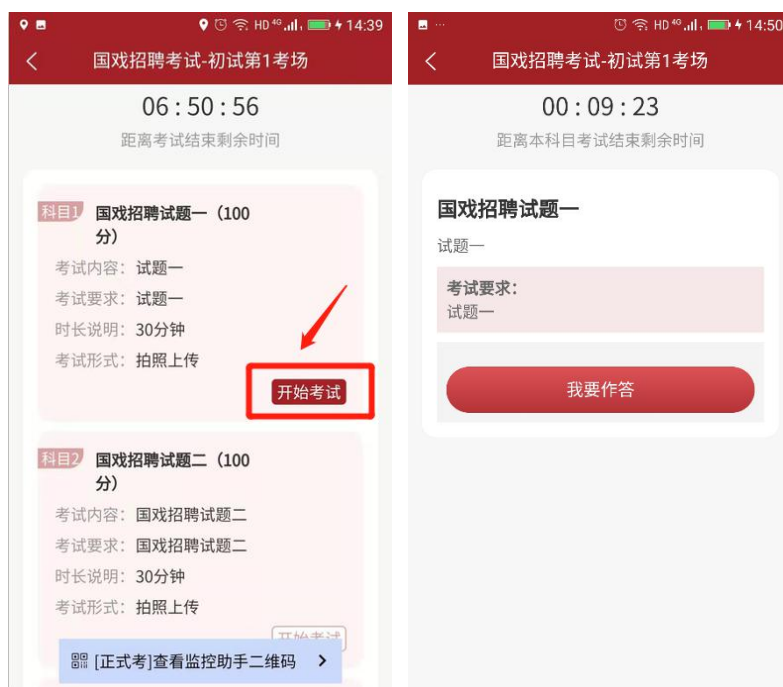 HD 4G 14:39
国戏招聘考试-初试第1考场
06:50:56
距离考试结束剩余时间
科目1
国戏招聘试题一（100
分）
考试内容：试题一
考试要求：试题一
时长说明：30分钟
考试形式：拍照上传
开始考试
科目2
国戏招聘试题二（100
分）
考试内容：国戏招聘试题二
考试要求：国戏招聘试题二
时长说明：30分钟
考试形式：拍照上传
开始考试
[正式考]查看监控助手二维码
HD 4G 14:50
国戏招聘考试-初试第1考场
00:09:23
距离本科目考试结束剩余时间
国戏招聘试题一
试题一
考试要求：
试题一
我要作答